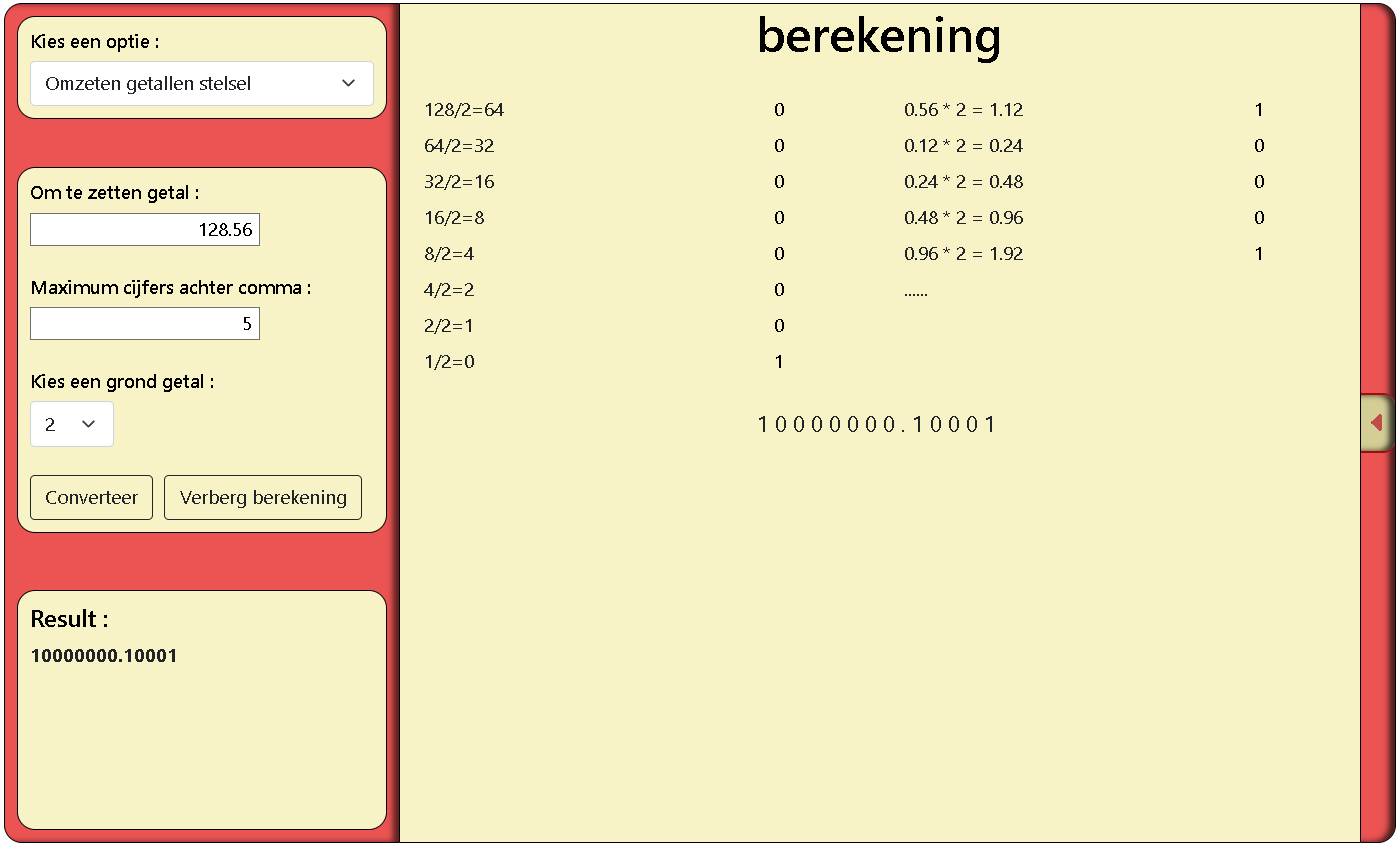 Kies een optie :
Omzeten getallen stelsel
Om te zetten getal :
128.56
Maximum cijfers achter comma :
5
Kies een grond getal :
2
Converteer Verberg berekening
Result :
10000000.10001
berekening
128/2=64 0 0.56 * 2 = 1.12 1
64/2=32 0 0.12 * 2 = 0.24 0
32/2=16 0 0.24 * 2 = 0.48 0
16/2=8 0 0.48 * 2 = 0.96 0
8/2=4 0 0.96 * 2 = 1.92 1
4/2=2 0 ......
2/2=1 0
1/2=0 1
1 0 0 0 0 0 0 0 . 1 0 0 0 1